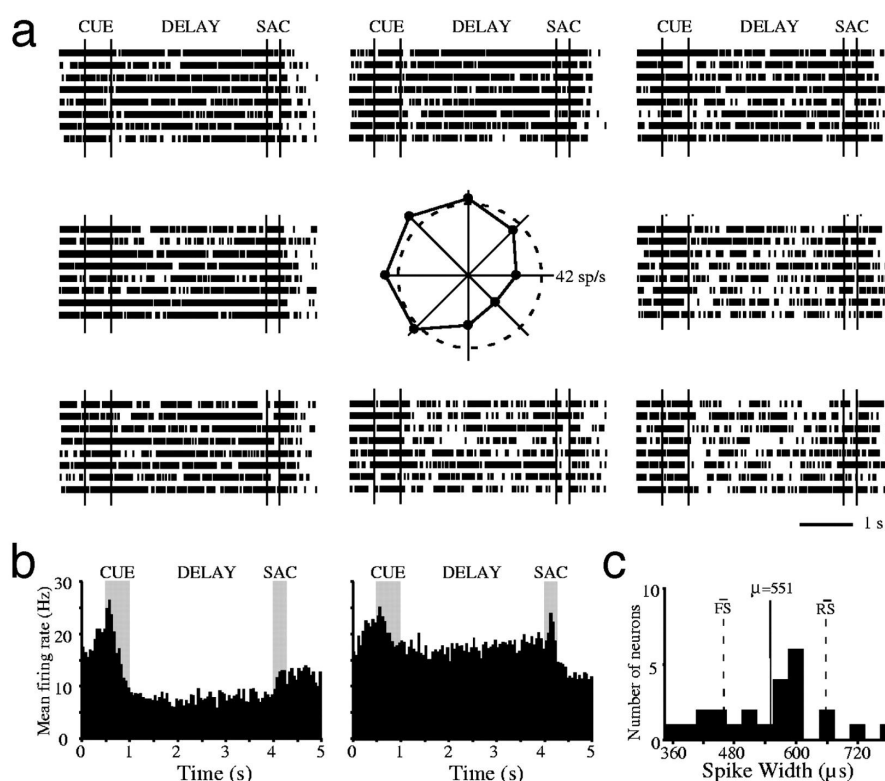 a
CUE DELAY SAC CUE DELAY SAC CUE DELAY SAC
42 sp/s
1 s
b
CUE DELAY SAC CUE DELAY SAC
Mean firing rate (Hz)
30
20
10
0
0 1 2 3 4 5
0 1 2 3 4 5
Time (s) Time (s)
c
μ=551
F̅S̅ R̅S̅
Number of neurons
10
5
0
360 480 600 720
Spike Width (μs)